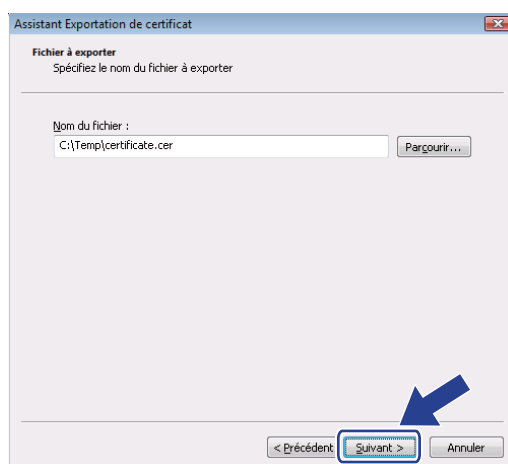 Assistant Exportation de certificat
Fichier à exporter
Spécifiez le nom du fichier à exporter
Nom du fichier :
C:\Temp\certificate.cer
Parcourir...
< Précédent
Suivant >
Annuler